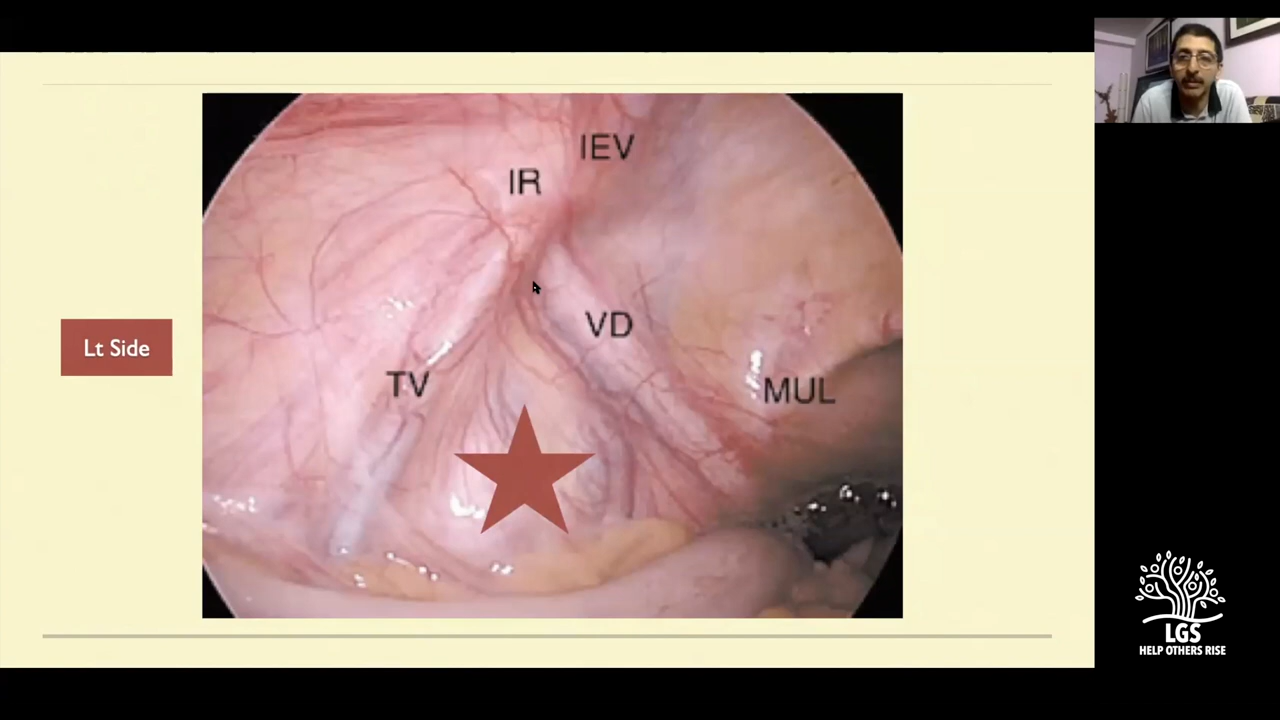 IEV
IR
Lt Side
VD
TV
MUL
LGS
HELP OTHERS RISE